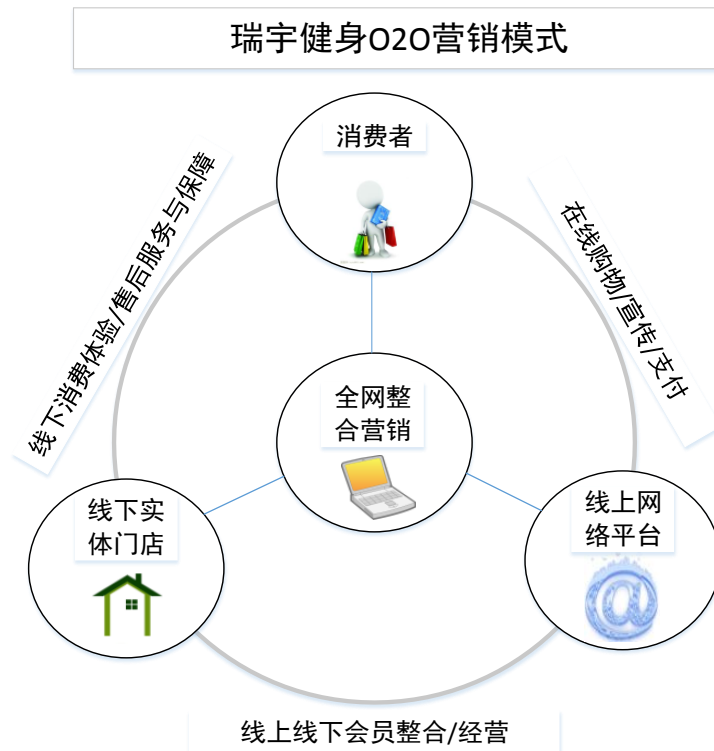 瑞宇健身O2O营销模式
消费者
线下消费体验/售后服务与保障
在线购物/宣传/支付
全网整
合营销
线下实
体门店
线上网
络平台
@
线上线下会员整合/经营